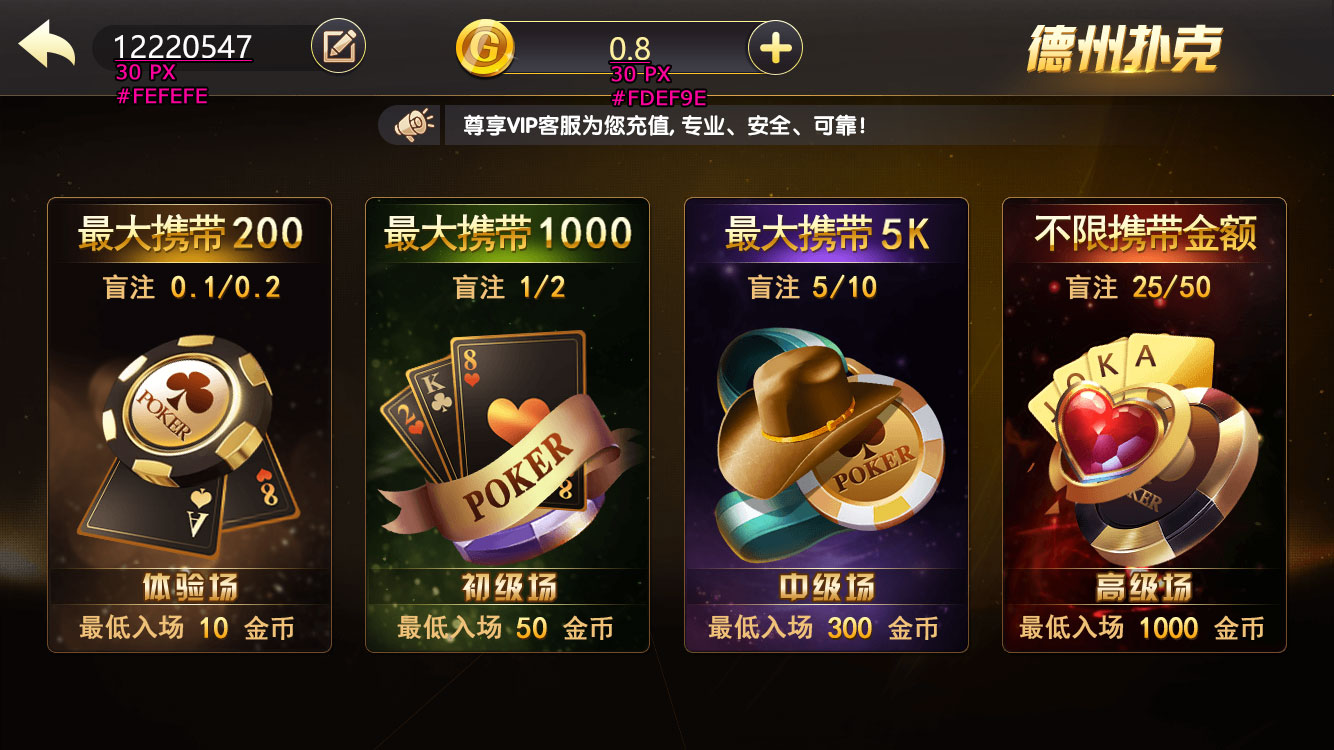 12220547
30 PX
#FEFEFE
G
0.8
30 PX
#FDEF9E
德州扑克
尊享VIP客服为您充值, 专业、安全、可靠!
最大携带200
盲注 0.1/0.2
POKER
A
8
体验场
最低入场 10 金币
最大携带1000
盲注 1/2
2
K
8
POKER
8
初级场
最低入场 50 金币
最大携带5K
盲注 5/10
POKER
中级场
最低入场 300 金币
不限携带金额
盲注 25/50
J
Q
K
A
KER
高级场
最低入场 1000 金币